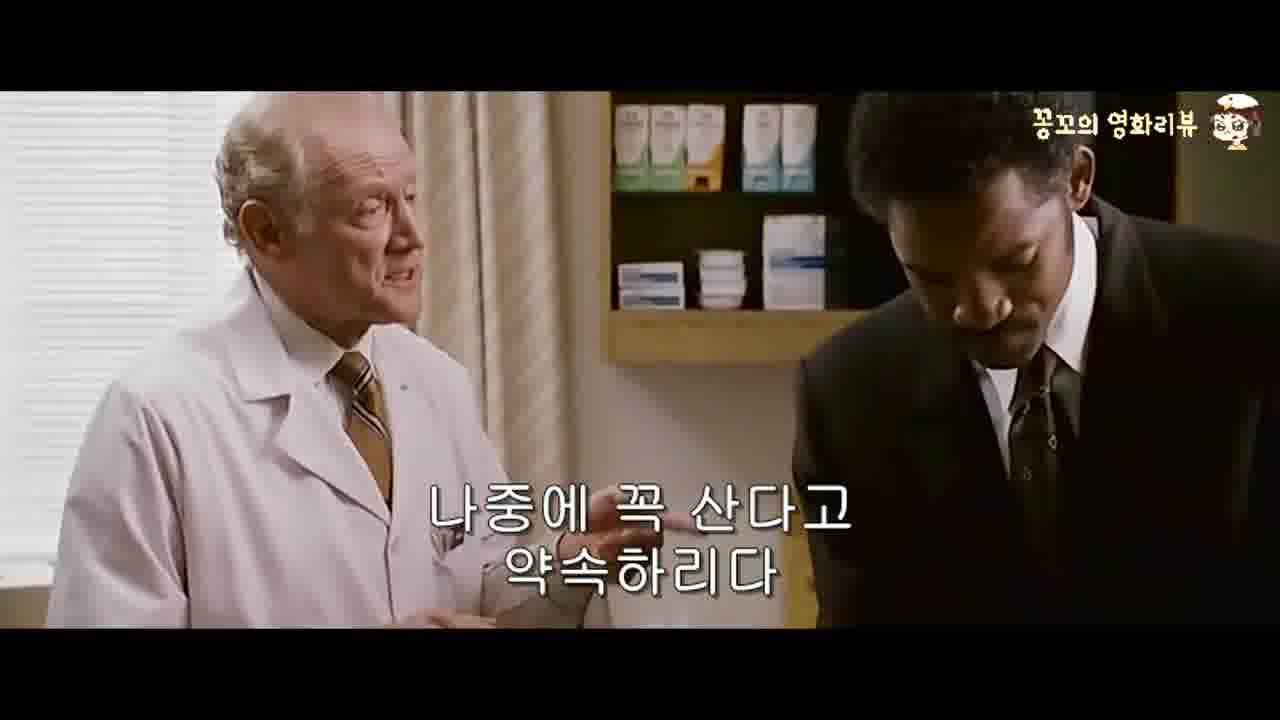 꽁꼬의 영화리뷰
나중에 꼭 산다고
약속하리다